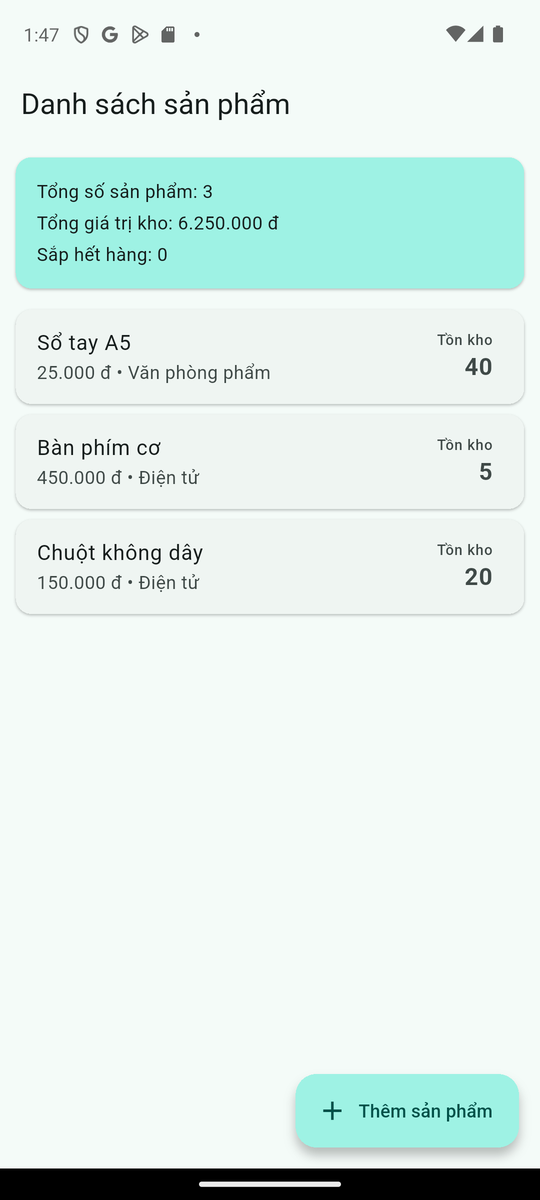 1:47
Danh sách sản phẩm
Tổng số sản phẩm: 3
Tổng giá trị kho: 6.250.000 đ
Sắp hết hàng: 0
Sổ tay A5
25.000 đ • Văn phòng phẩm
Tồn kho
40
Bàn phím cơ
450.000 đ • Điện tử
Tồn kho
5
Chuột không dây
150.000 đ • Điện tử
Tồn kho
20
+ Thêm sản phẩm